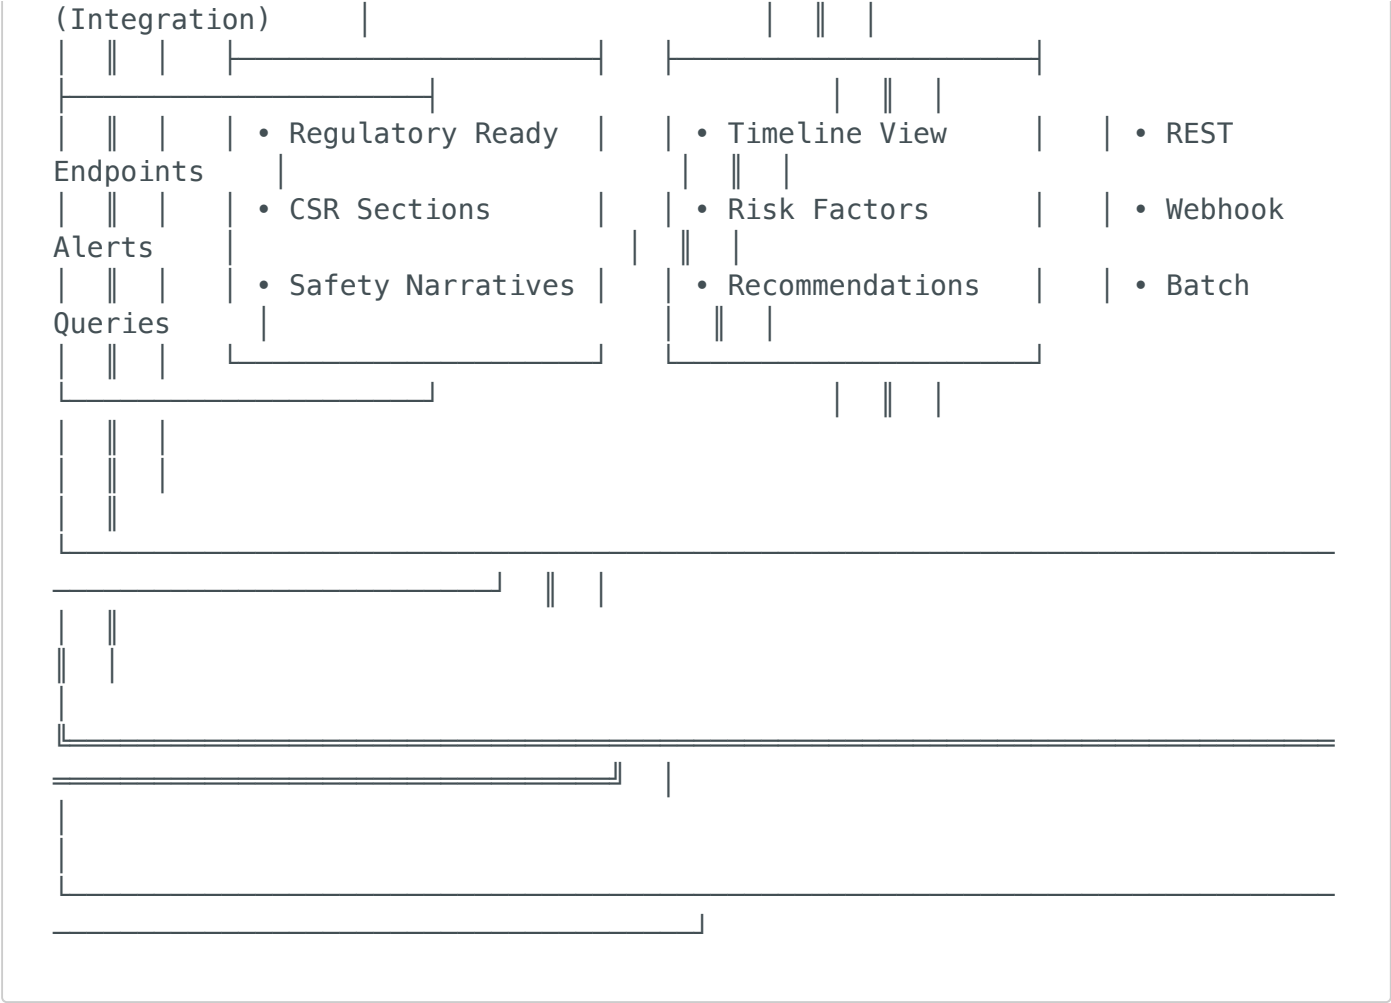 (Integration)      │                       │  ║  │
│  ║  │   ├─────────────────────┤   ├─────────────────────┤
├─────────────────────┤                       │  ║  │
│  ║  │   │ • Regulatory Ready  │   │ • Timeline View     │   │ • REST
Endpoints    │                       │  ║  │
│  ║  │   │ • CSR Sections      │   │ • Risk Factors      │   │ • Webhook
Alerts    │                       │  ║  │
│  ║  │   │ • Safety Narratives │   │ • Recommendations   │   │ • Batch
Queries     │                       │  ║  │
│  ║  │   └─────────────────────┘   └─────────────────────┘
└─────────────────────┘                       │  ║  │
│  ║  │
│  ║  │
│  ║
└───────────────────────────────────────────────────────────────────────────
──────────────────────────┘  ║  │
│  ║
║  │
│
╚═══════════════════════════════════════════════════════════════════════════
═════════════════════════════════╝  │
│
│
└───────────────────────────────────────────────────────────────────────────
──────────────────────────────────────┘